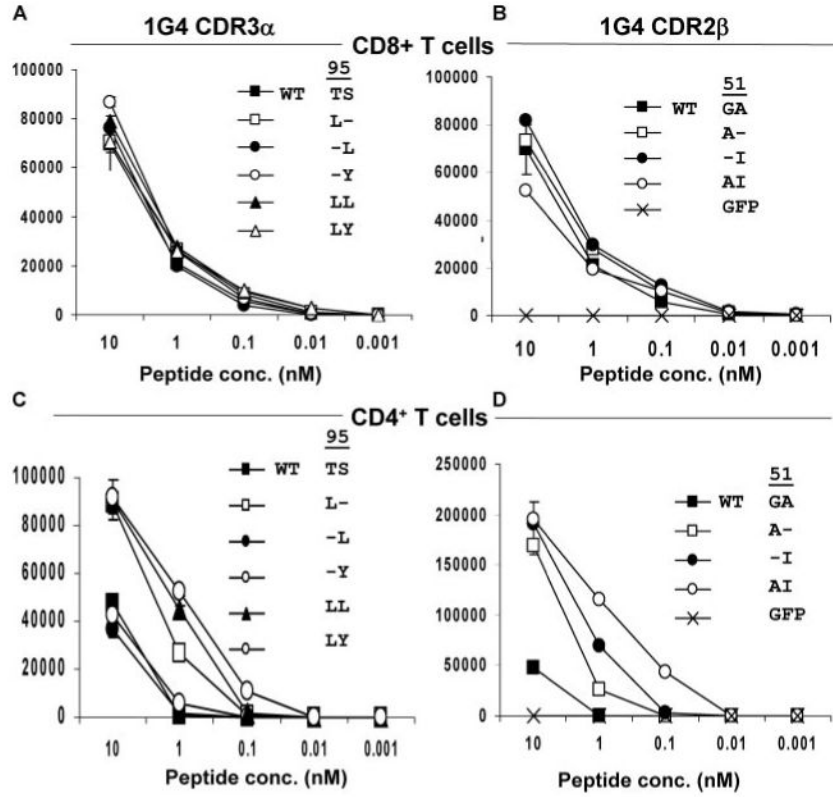 A
1G4 CDR3α
B
1G4 CDR2β
CD8+ T cells
100000
80000
60000
40000
20000
0
95
WT TS
L-
-L
-Y
LL
LY
10 1 0.1 0.01 0.001
Peptide conc. (nM)
100000
80000
60000
40000
20000
0
51
WT GA
A-
-I
AI
GFP
10 1 0.1 0.01 0.001
Peptide conc. (nM)
C
D
CD4+ T cells
100000
80000
60000
40000
20000
0
95
WT TS
L-
-L
-Y
LL
LY
10 1 0.1 0.01 0.001
Peptide conc. (nM)
250000
200000
150000
100000
50000
0
51
WT GA
A-
-I
AI
GFP
10 1 0.1 0.01 0.001
Peptide conc. (nM)